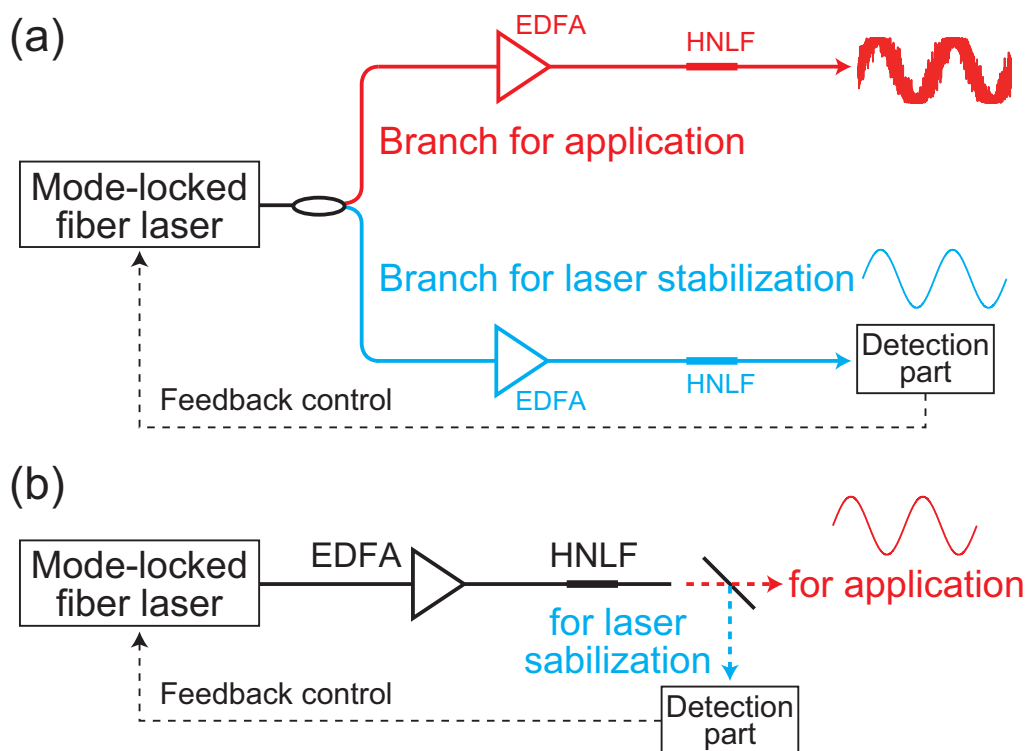 (a)
EDFA
HNLF
Branch for application
Mode-locked
fiber laser
Branch for laser stabilization
EDFA
HNLF
Detection
part
Feedback control
(b)
Mode-locked
fiber laser
EDFA
HNLF
for application
for laser
sabilization
Feedback control
Detection
part